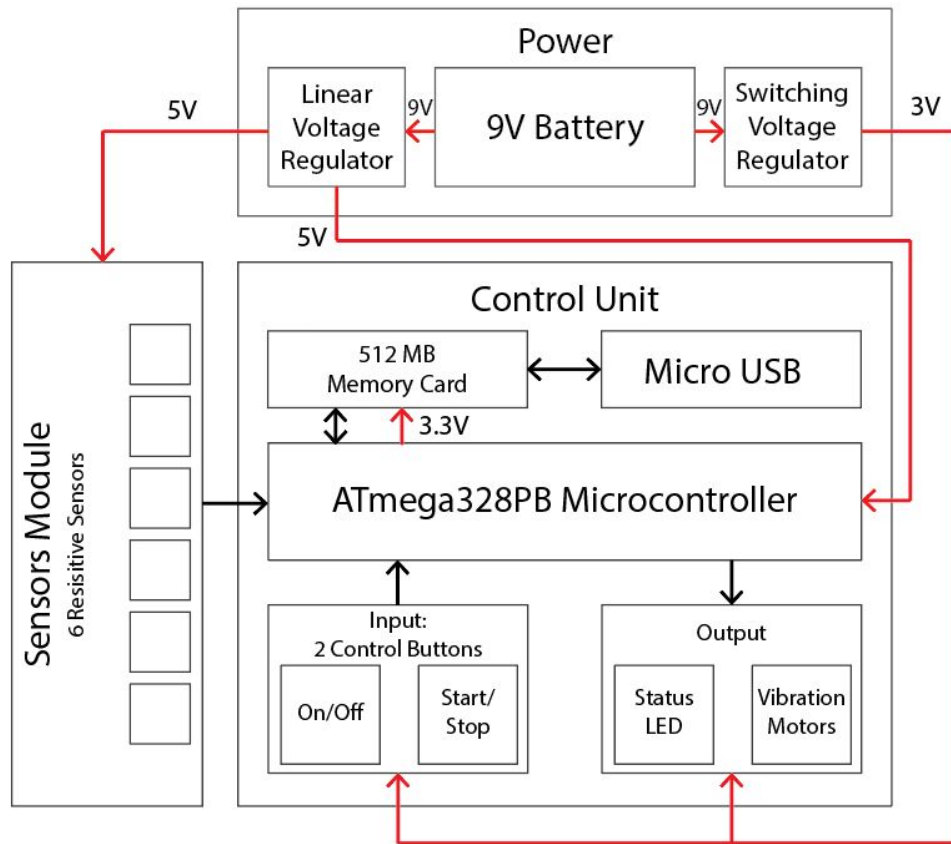 Power
5V
Linear
Voltage
Regulator
9V
9V Battery
9V
Switching
Voltage
Regulator
3V
5V
Sensors Module
6 Resisitive Sensors
Control Unit
512 MB
Memory Card
Micro USB
3.3V
ATmega328PB Microcontroller
Input:
2 Control Buttons
On/Off
Start/
Stop
Output
Status
LED
Vibration
Motors